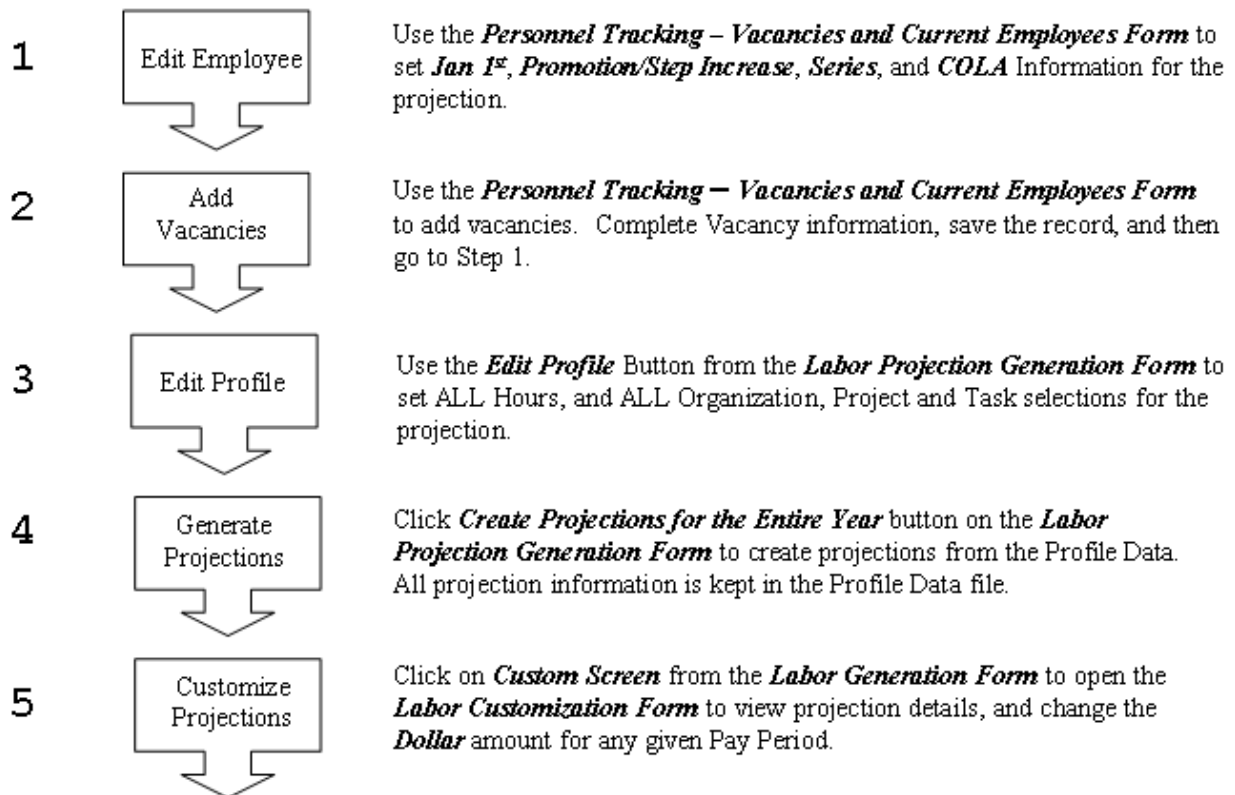 1
Edit Employee
Use the Personnel Tracking – Vacancies and Current Employees Form to
set Jan 1st, Promotion/Step Increase, Series, and COLA Information for the
projection.
2
Add
Vacancies
Use the Personnel Tracking — Vacancies and Current Employees Form
to add vacancies. Complete Vacancy information, save the record, and then
go to Step 1.
3
Edit Profile
Use the Edit Profile Button from the Labor Projection Generation Form to
set ALL Hours, and ALL Organization, Project and Task selections for the
projection.
4
Generate
Projections
Click Create Projections for the Entire Year button on the Labor
Projection Generation Form to create projections from the Profile Data.
All projection information is kept in the Profile Data file.
5
Customize
Projections
Click on Custom Screen from the Labor Generation Form to open the
Labor Customization Form to view projection details, and change the
Dollar amount for any given Pay Period.